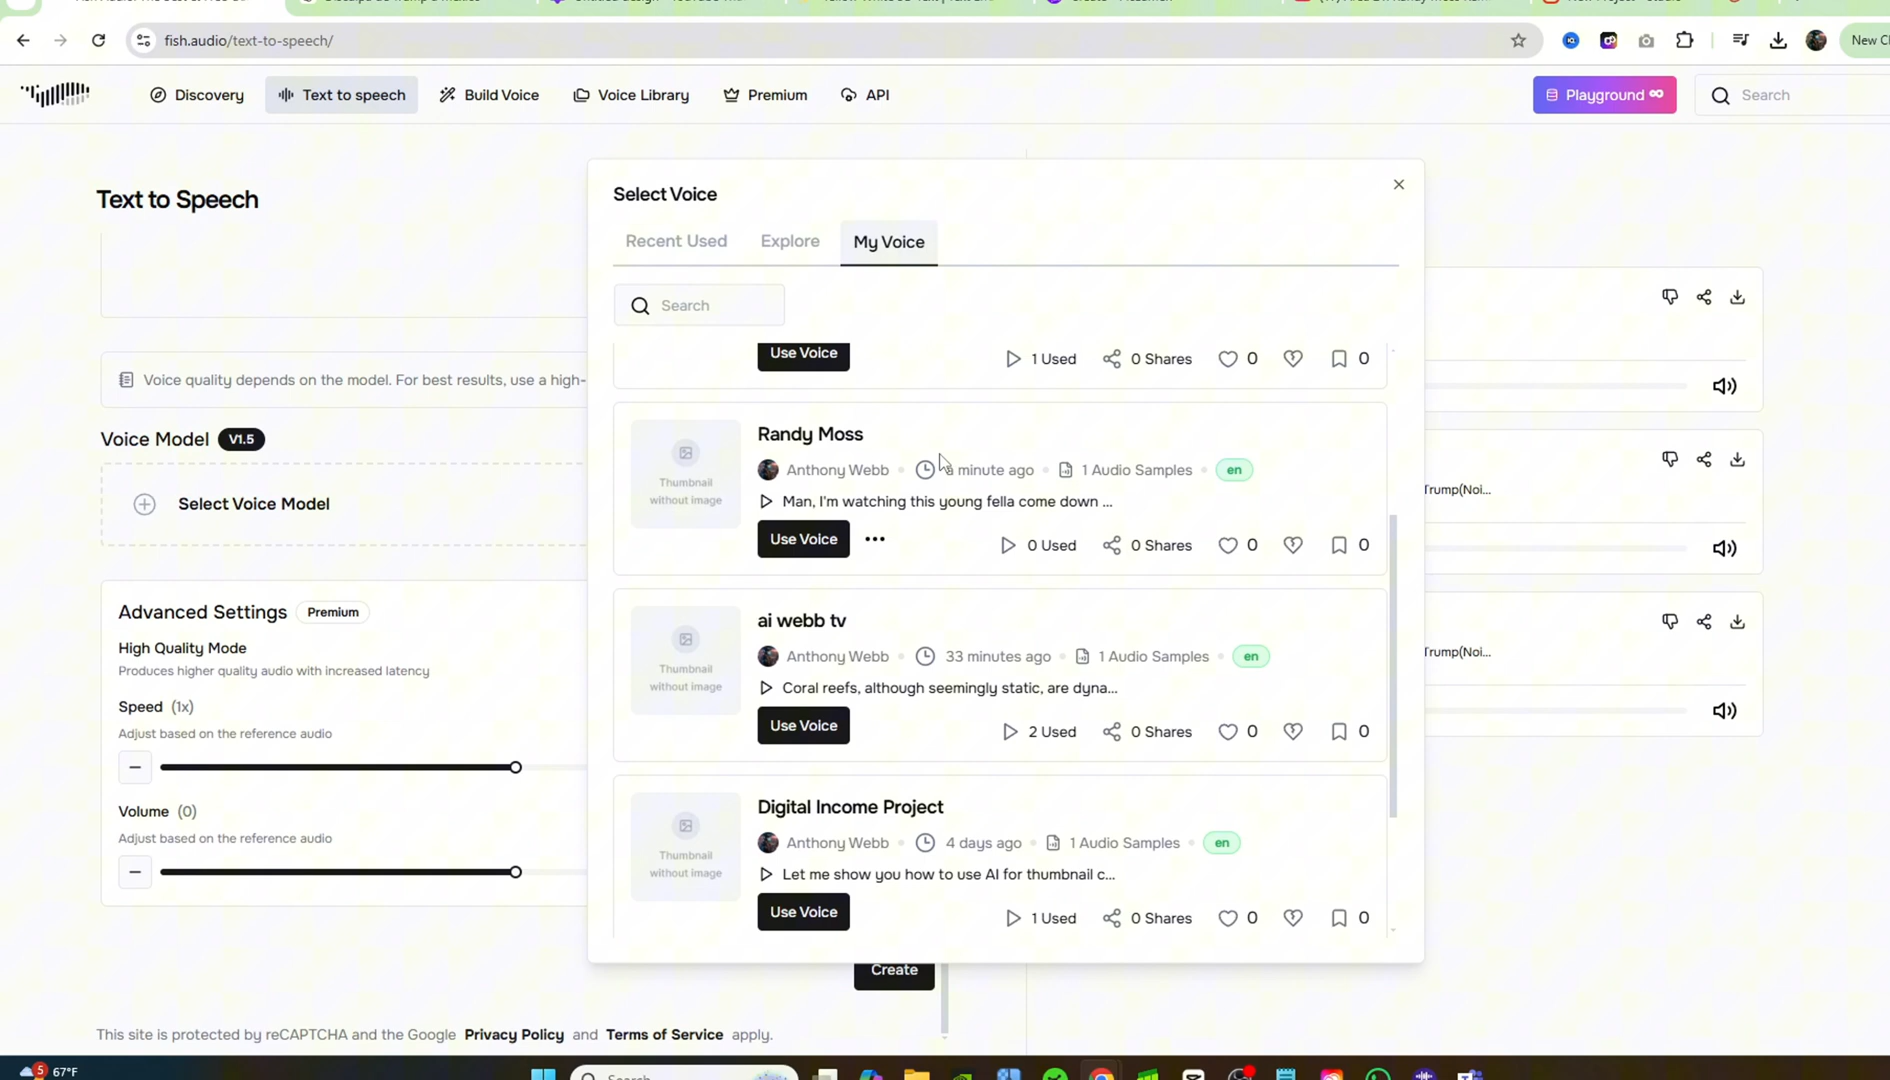 fish.audio/text-to-speech/
New C
Discovery
Text to speech
Build Voice
Voice Library
Premium
API
Playground
Search
Text to Speech
Select Voice
Recent Used
Explore
My Voice
Search
Use Voice
1 Used
0 Shares
0
0
Voice quality depends on the model. For best results, use a high-
Voice Model V1.5
Select Voice Model
Randy Moss
Anthony Webb
minute ago
1 Audio Samples
en
Man, I'm watching this young fella come down ...
Use Voice
0 Used
0 Shares
0
0
Trump(Noi...
Advanced Settings Premium
High Quality Mode
Produces higher quality audio with increased latency
Speed (1x)
Adjust based on the reference audio
Volume (0)
Adjust based on the reference audio
Thumbnail
without image
ai webb tv
Anthony Webb
33 minutes ago
1 Audio Samples
en
Coral reefs, although seemingly static, are dyna...
Use Voice
2 Used
0 Shares
0
0
Thumbnail
without image
Trump(Noi...
Digital Income Project
Anthony Webb
4 days ago
1 Audio Samples
en
Let me show you how to use AI for thumbnail c...
Use Voice
1 Used
0 Shares
0
0
Thumbnail
without image
Create
This site is protected by reCAPTCHA and the Google Privacy Policy and Terms of Service apply.
5
67°F
Search